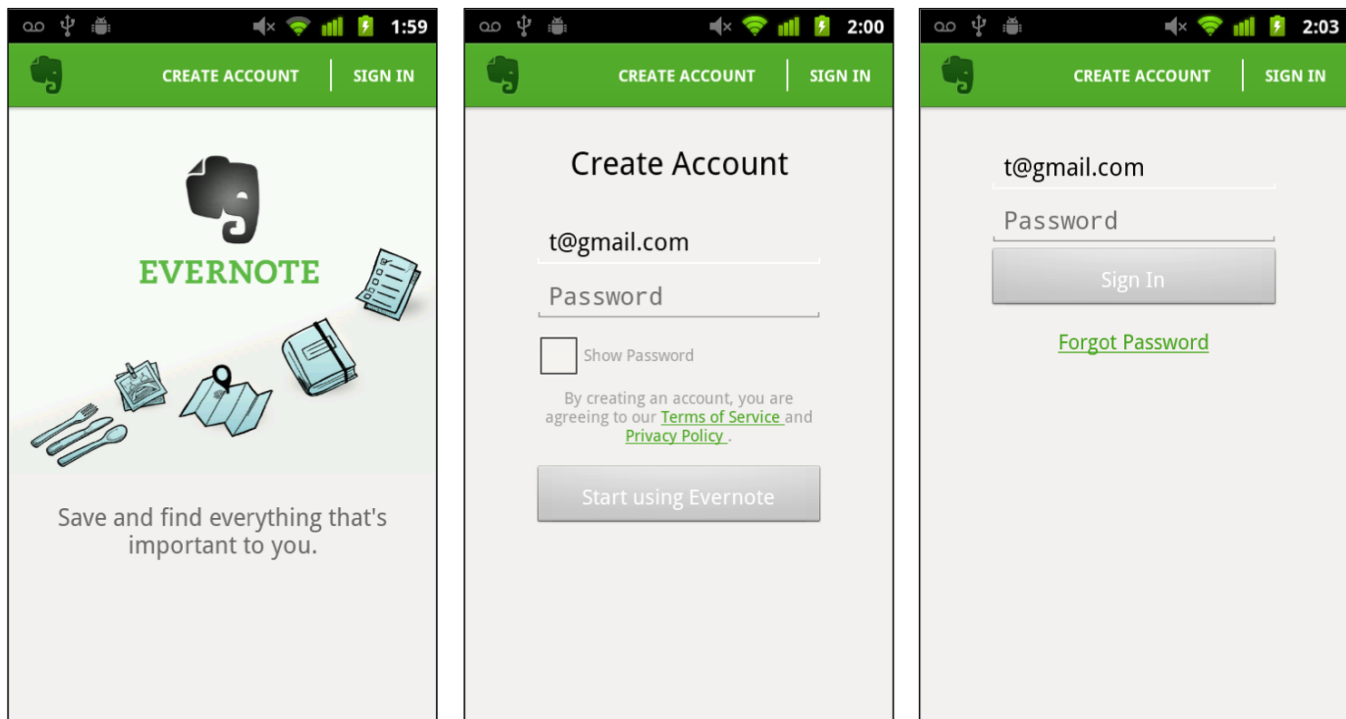 1:59
CREATE ACCOUNT
SIGN IN
EVERNOTE
Save and find everything that's
important to you.
2:00
CREATE ACCOUNT
SIGN IN
Create Account
t@gmail.com
Password
Show Password
By creating an account, you are
agreeing to our Terms of Service and
Privacy Policy .
Start using Evernote
2:03
CREATE ACCOUNT
SIGN IN
t@gmail.com
Password
Sign In
Forgot Password